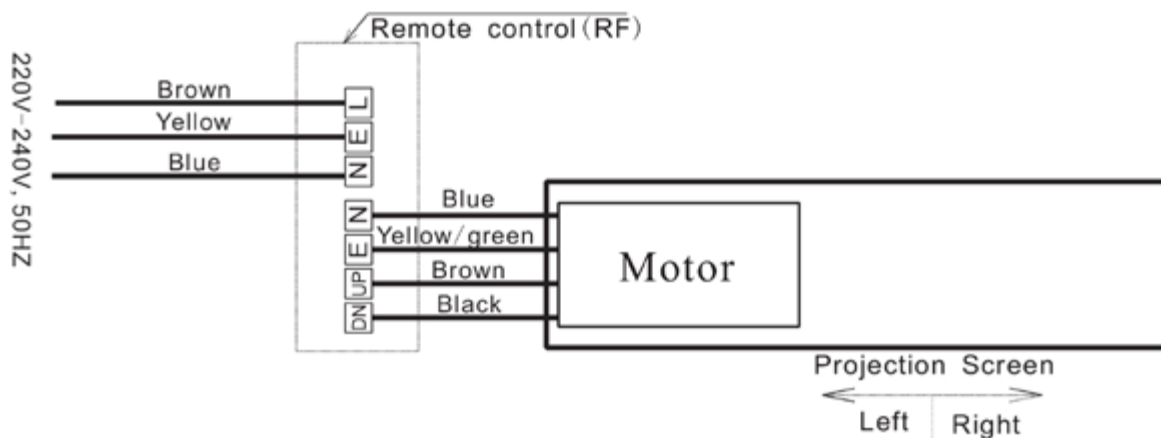 Remote control(RF)
220V-240V, 50HZ
Brown
L
Yellow
E
Blue
N
N
Blue
E
Yellow/green
UP
Brown
DN
Black
Motor
Projection Screen
Left
Right